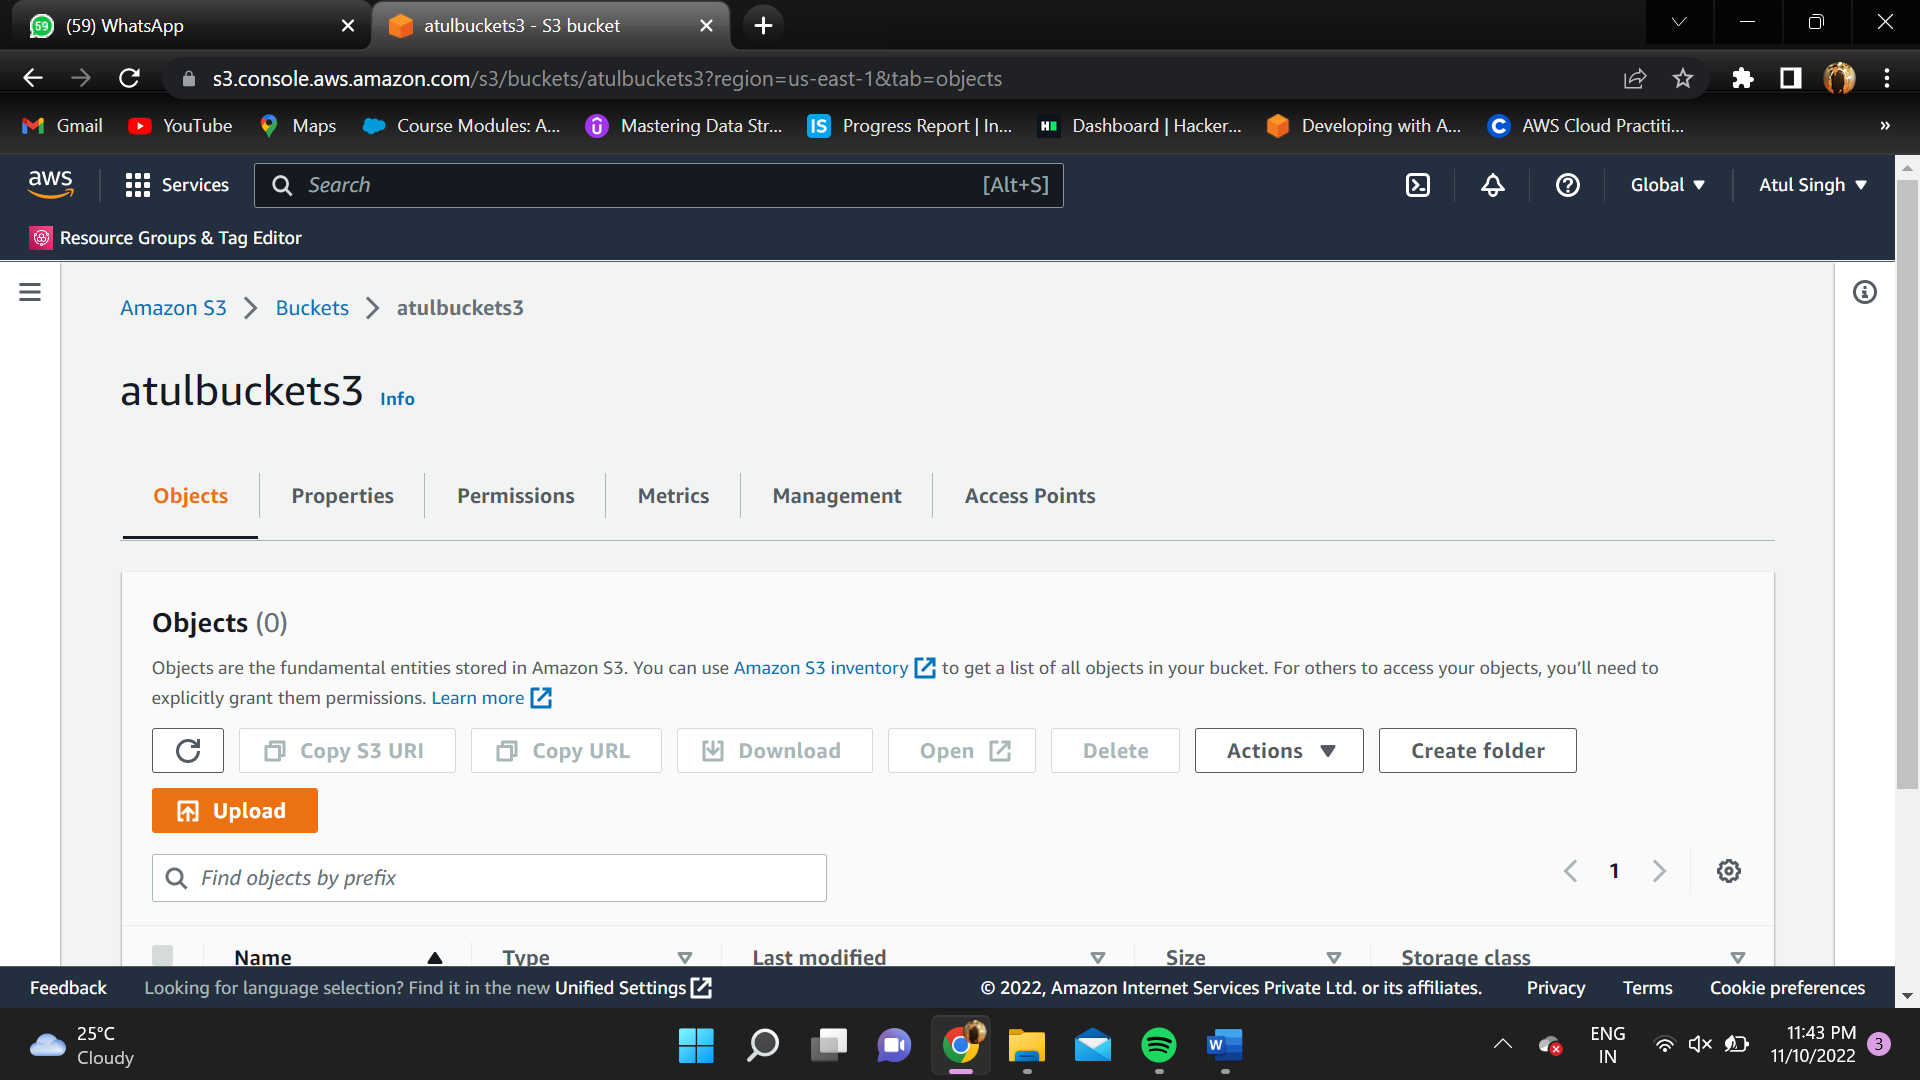 59 (59) WhatsApp
atulbuckets3 - S3 bucket
s3.console.aws.amazon.com/s3/buckets/atulbuckets3?region=us-east-1&tab=objects
Gmail YouTube Maps Course Modules: A... Mastering Data Str... IS Progress Report | In... Dashboard | Hacker... Developing with A... C AWS Cloud Practiti... »
aws Services Search [Alt+S] Global Atul Singh
Resource Groups & Tag Editor
Amazon S3 Buckets atulbuckets3
atulbuckets3 Info
Objects Properties Permissions Metrics Management Access Points
Objects (0)
Objects are the fundamental entities stored in Amazon S3. You can use Amazon S3 inventory to get a list of all objects in your bucket. For others to access your objects, you'll need to
explicitly grant them permissions. Learn more
Copy S3 URI Copy URL Download Open Delete Actions Create folder
Upload
Find objects by prefix 1
Name Type Last modified Size Storage class
Feedback Looking for language selection? Find it in the new Unified Settings © 2022, Amazon Internet Services Private Ltd. or its affiliates. Privacy Terms Cookie preferences
25°C
Cloudy
W
ENG
IN
11:43 PM
11/10/2022
3